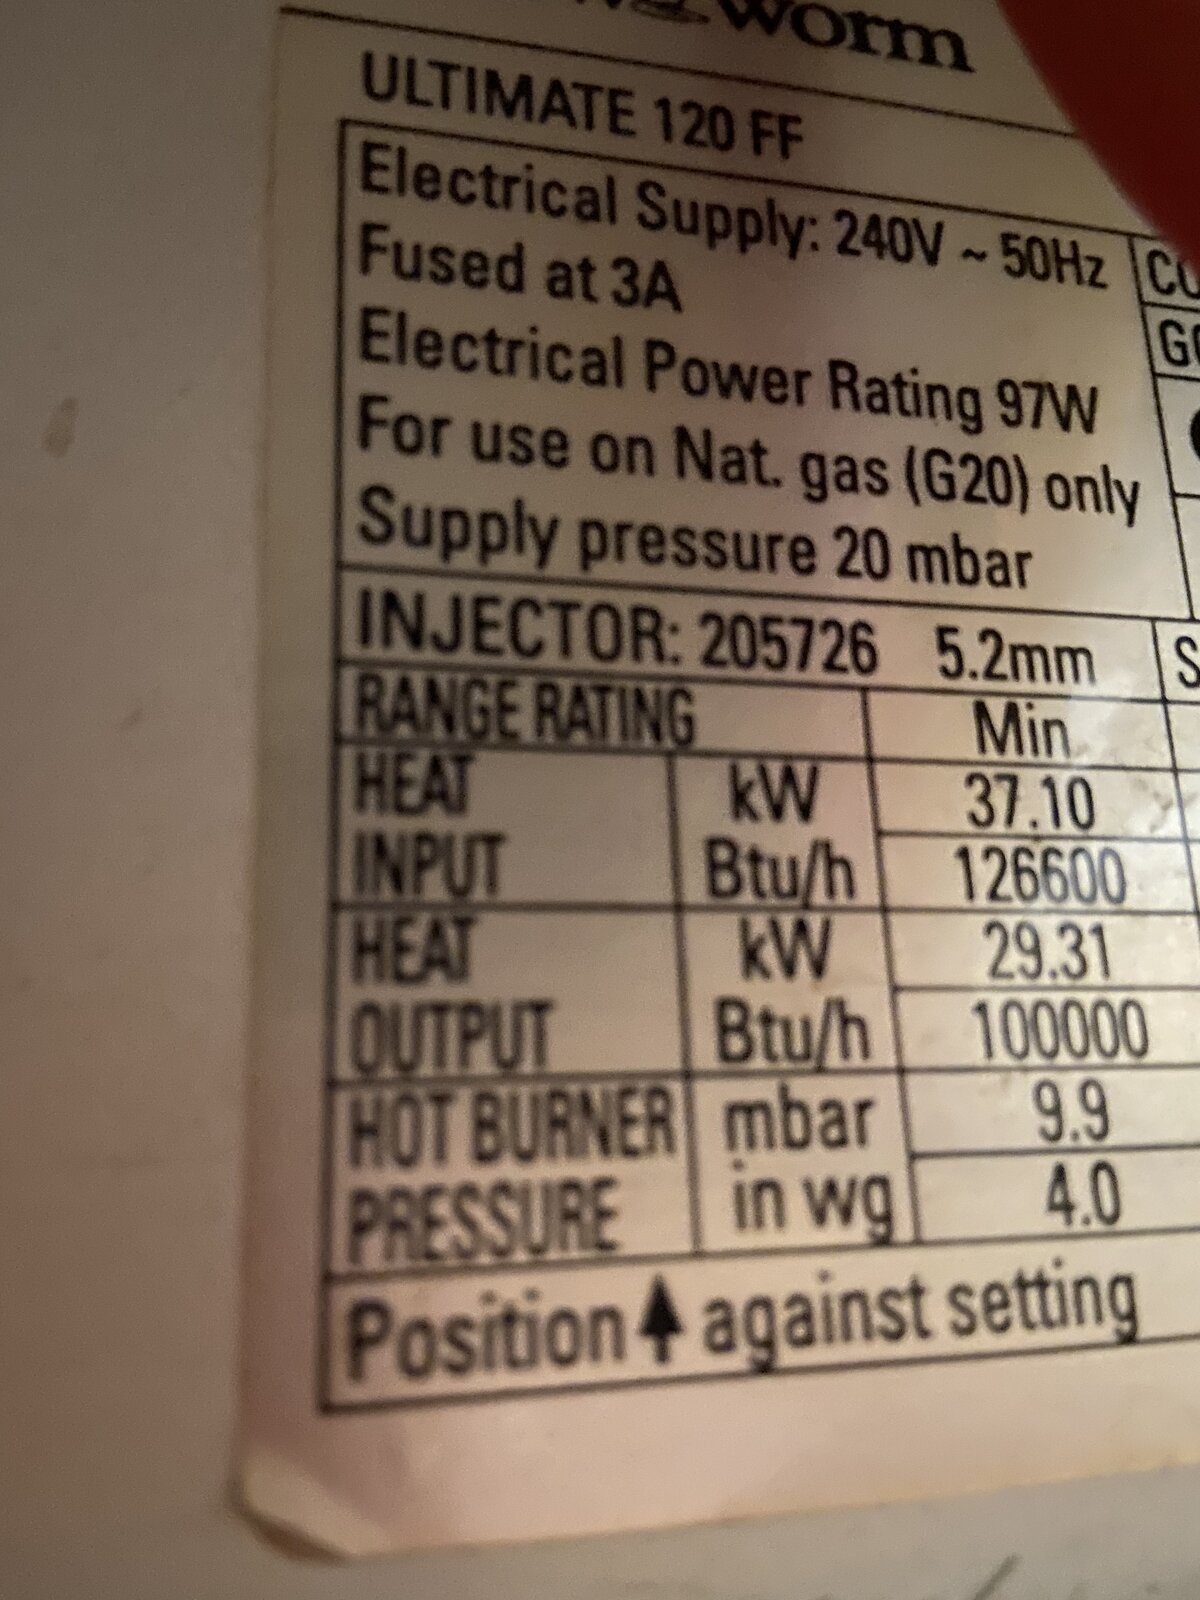 worm
ULTIMATE 120 FF
Electrical Supply: 240V ~ 50Hz
Fused at 3A
Electrical Power Rating 97W
For use on Nat. gas (G20) only
Supply pressure 20 mbar
INJECTOR: 205726 5.2mm
RANGE RATING Min
HEAT kW 37.10
INPUT Btu/h 126600
HEAT kW 29.31
OUTPUT Btu/h 100000
HOT BURNER mbar 9.9
PRESSURE in wg 4.0
Position against setting